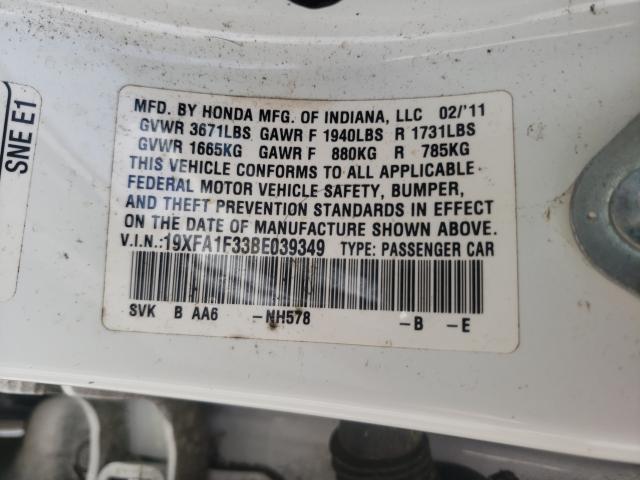 SNE E1
MFD. BY HONDA MFG. OF INDIANA, LLC 02/'11
GVWR 3671LBS GAWR F 1940LBS R 1731LBS
GVWR 1665KG GAWR F 880KG R 785KG
THIS VEHICLE CONFORMS TO ALL APPLICABLE
FEDERAL MOTOR VEHICLE SAFETY, BUMPER,
AND THEFT PREVENTION STANDARDS IN EFFECT
ON THE DATE OF MANUFACTURE SHOWN ABOVE.
V.I.N.:19XFA1F33BE039349 TYPE: PASSENGER CAR
SVK B AA6 -NH578 -B -E